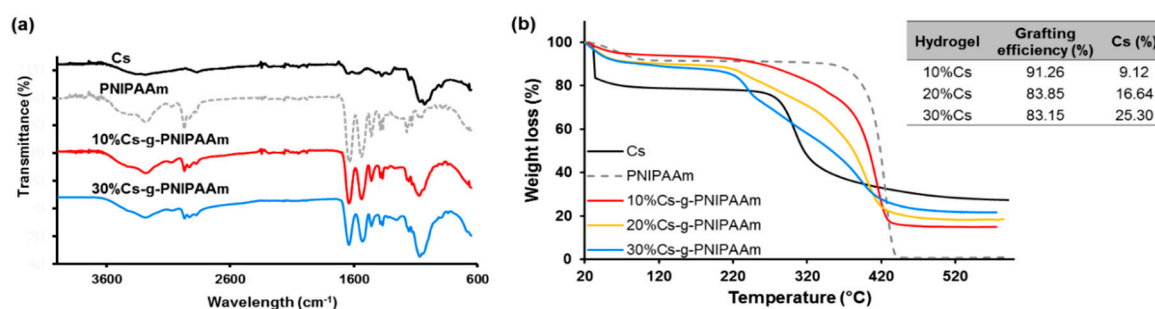 (a)
Cs
PNIPAAm
10%Cs-g-PNIPAAm
30%Cs-g-PNIPAAm
Transmittance (%)
3600 2600 1600 600
Wavelength (cm-1)
(b)
100
80
60
40
20
0
Weight loss (%)
Cs
PNIPAAm
10%Cs-g-PNIPAAm
20%Cs-g-PNIPAAm
30%Cs-g-PNIPAAm
20 120 220 320 420 520
Temperature (°C)
Hydrogel Grafting efficiency (%) Cs (%)
10%Cs 91.26 9.12
20%Cs 83.85 16.64
30%Cs 83.15 25.30